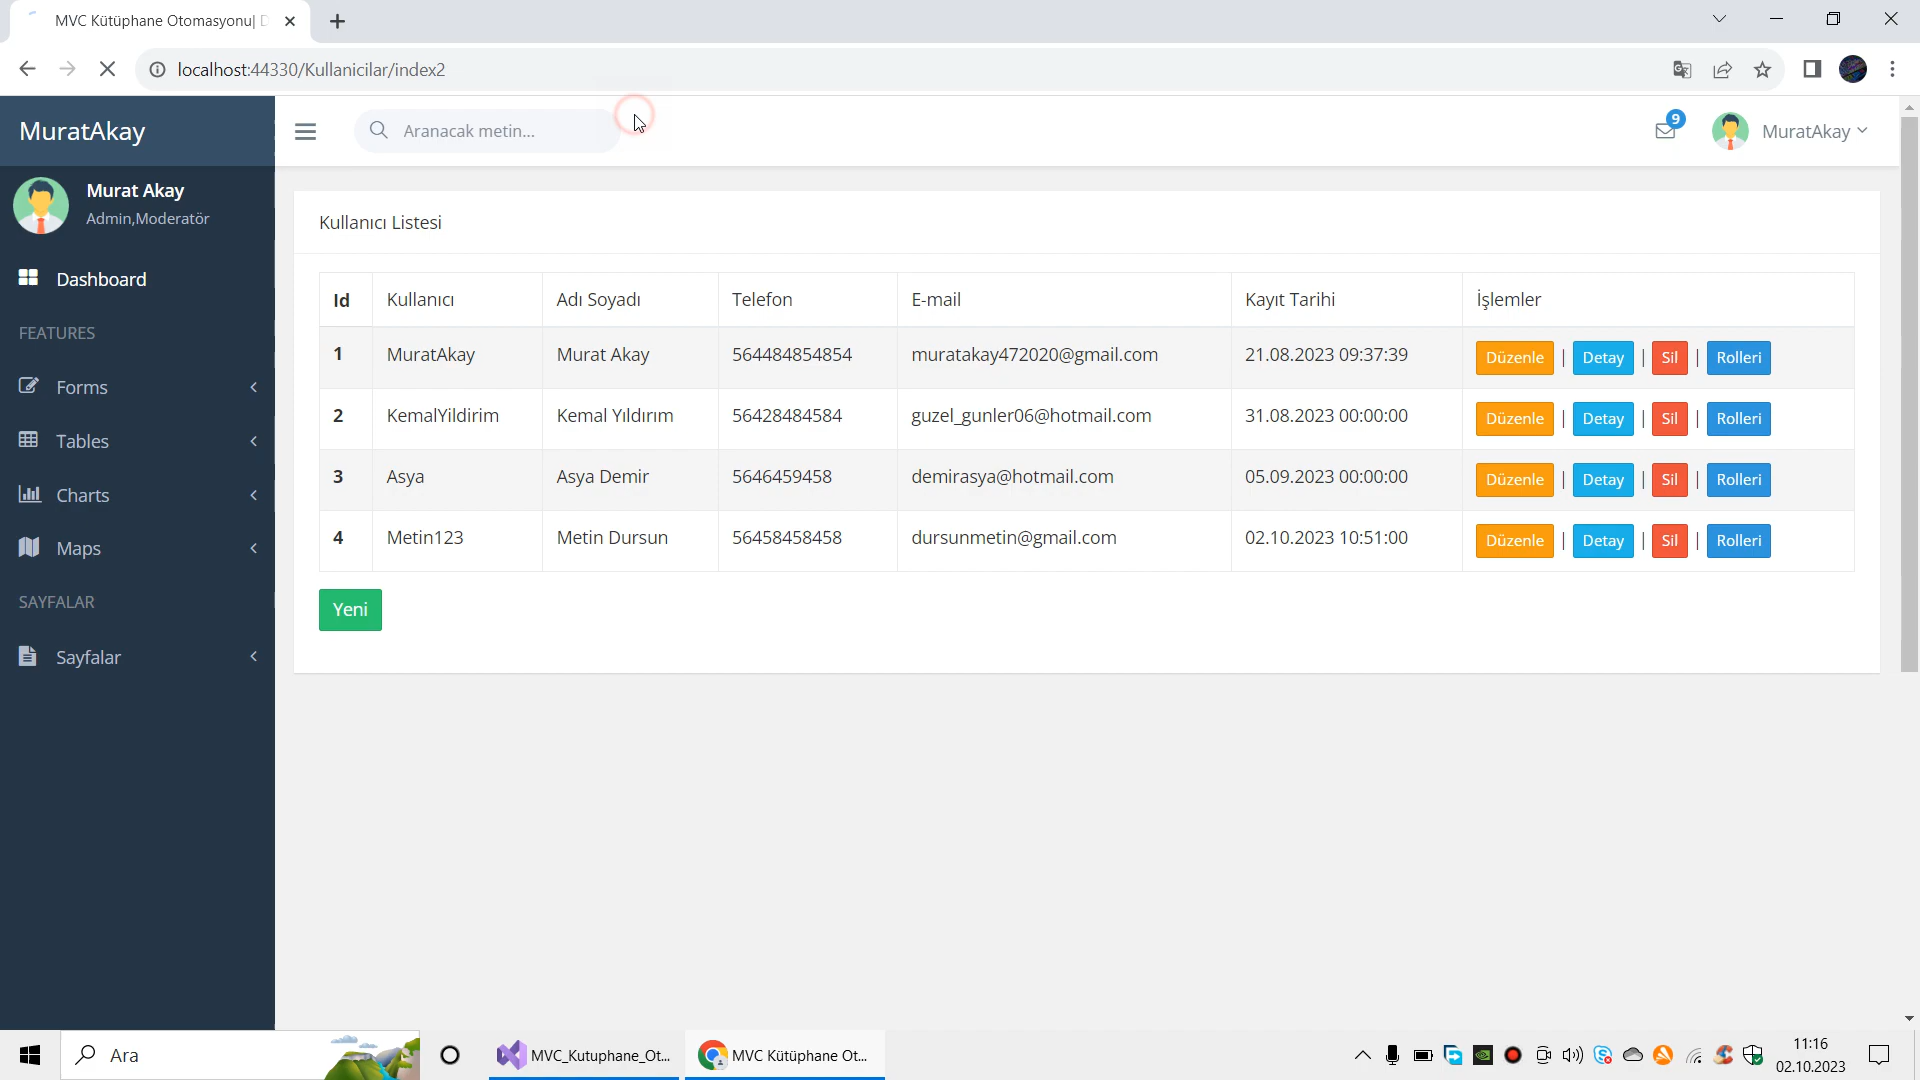 MVC Kütüphane Otomasyonu| D
localhost:44330/Kullanicilar/index2
MuratAkay
Aranacak metin...
9
MuratAkay
Murat Akay
Admin,Moderatör
Dashboard
FEATURES
Forms
Tables
Charts
Maps
SAYFALAR
Sayfalar
Kullanıcı Listesi
Id Kullanıcı Adı Soyadı Telefon E-mail Kayıt Tarihi İşlemler
1 MuratAkay Murat Akay 564484854854 muratakay472020@gmail.com 21.08.2023 09:37:39 Düzenle | Detay | Sil | Rolleri
2 KemalYildirim Kemal Yıldırım 56428484584 guzel_gunler06@hotmail.com 31.08.2023 00:00:00 Düzenle | Detay | Sil | Rolleri
3 Asya Asya Demir 5646459458 demirasya@hotmail.com 05.09.2023 00:00:00 Düzenle | Detay | Sil | Rolleri
4 Metin123 Metin Dursun 56458458458 dursunmetin@gmail.com 02.10.2023 10:51:00 Düzenle | Detay | Sil | Rolleri
Yeni
Ara
MVC_Kutuphane_Ot...
MVC Kütüphane Ot...
11:16
02.10.2023